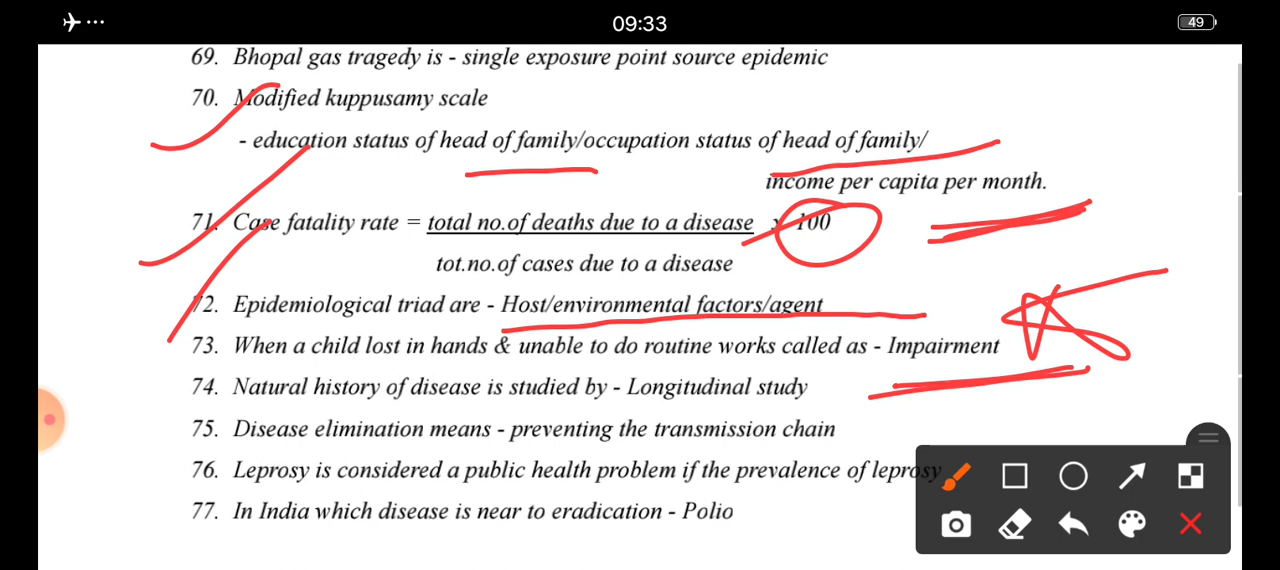 09:33
49
69. Bhopal gas tragedy is - single exposure point source epidemic
70. Modified kuppusamy scale
- education status of head of family/occupation status of head of family/
income per capita per month.
71. Case fatality rate = total no.of deaths due to a disease x 100
tot.no.of cases due to a disease
72. Epidemiological triad are - Host/environmental factors/agent
73. When a child lost in hands & unable to do routine works called as - Impairment
74. Natural history of disease is studied by - Longitudinal study
75. Disease elimination means - preventing the transmission chain
76. Leprosy is considered a public health problem if the prevalence of leprosy
77. In India which disease is near to eradication - Polio